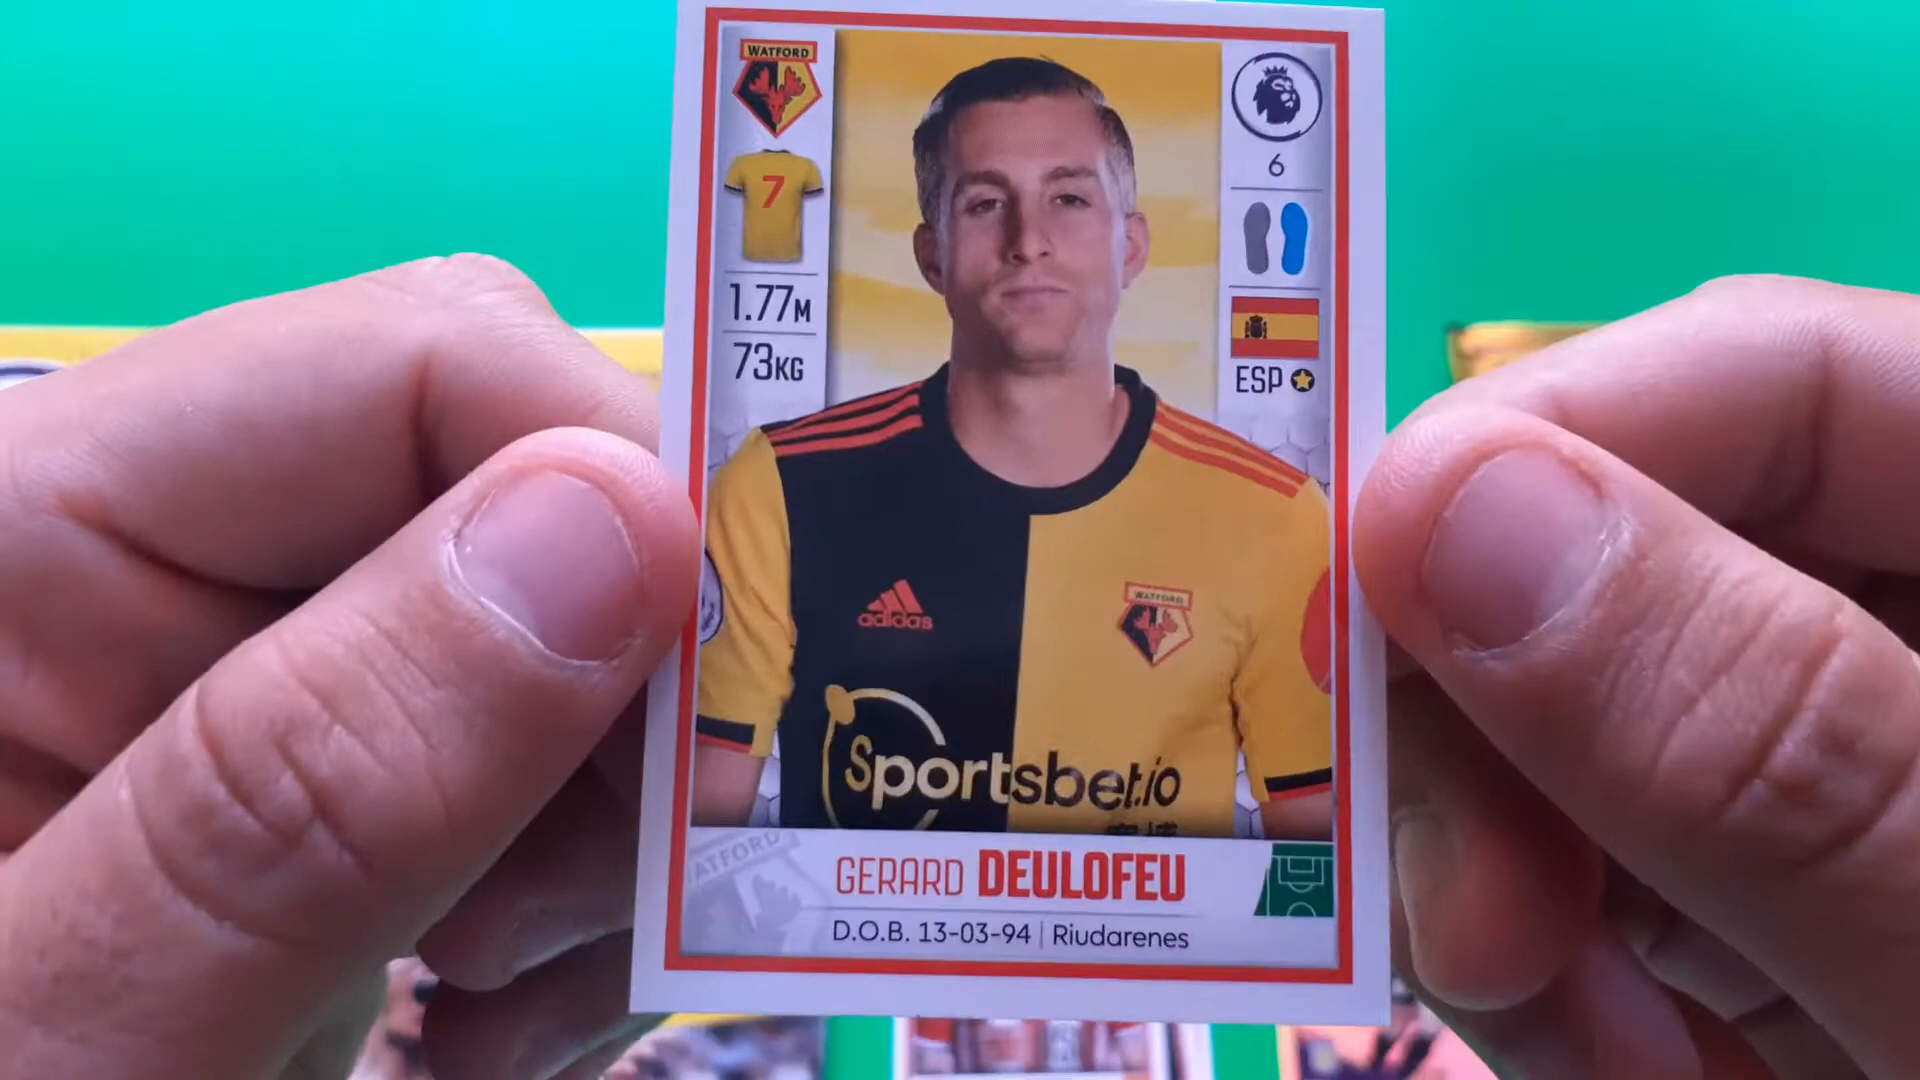 WATFORD
7
1.77M
73KG
6
ESP
adidas
WATFORD
Sportsbet.io
GERARD DEULOFEU
D.O.B. 13-03-94 | Riudarenes